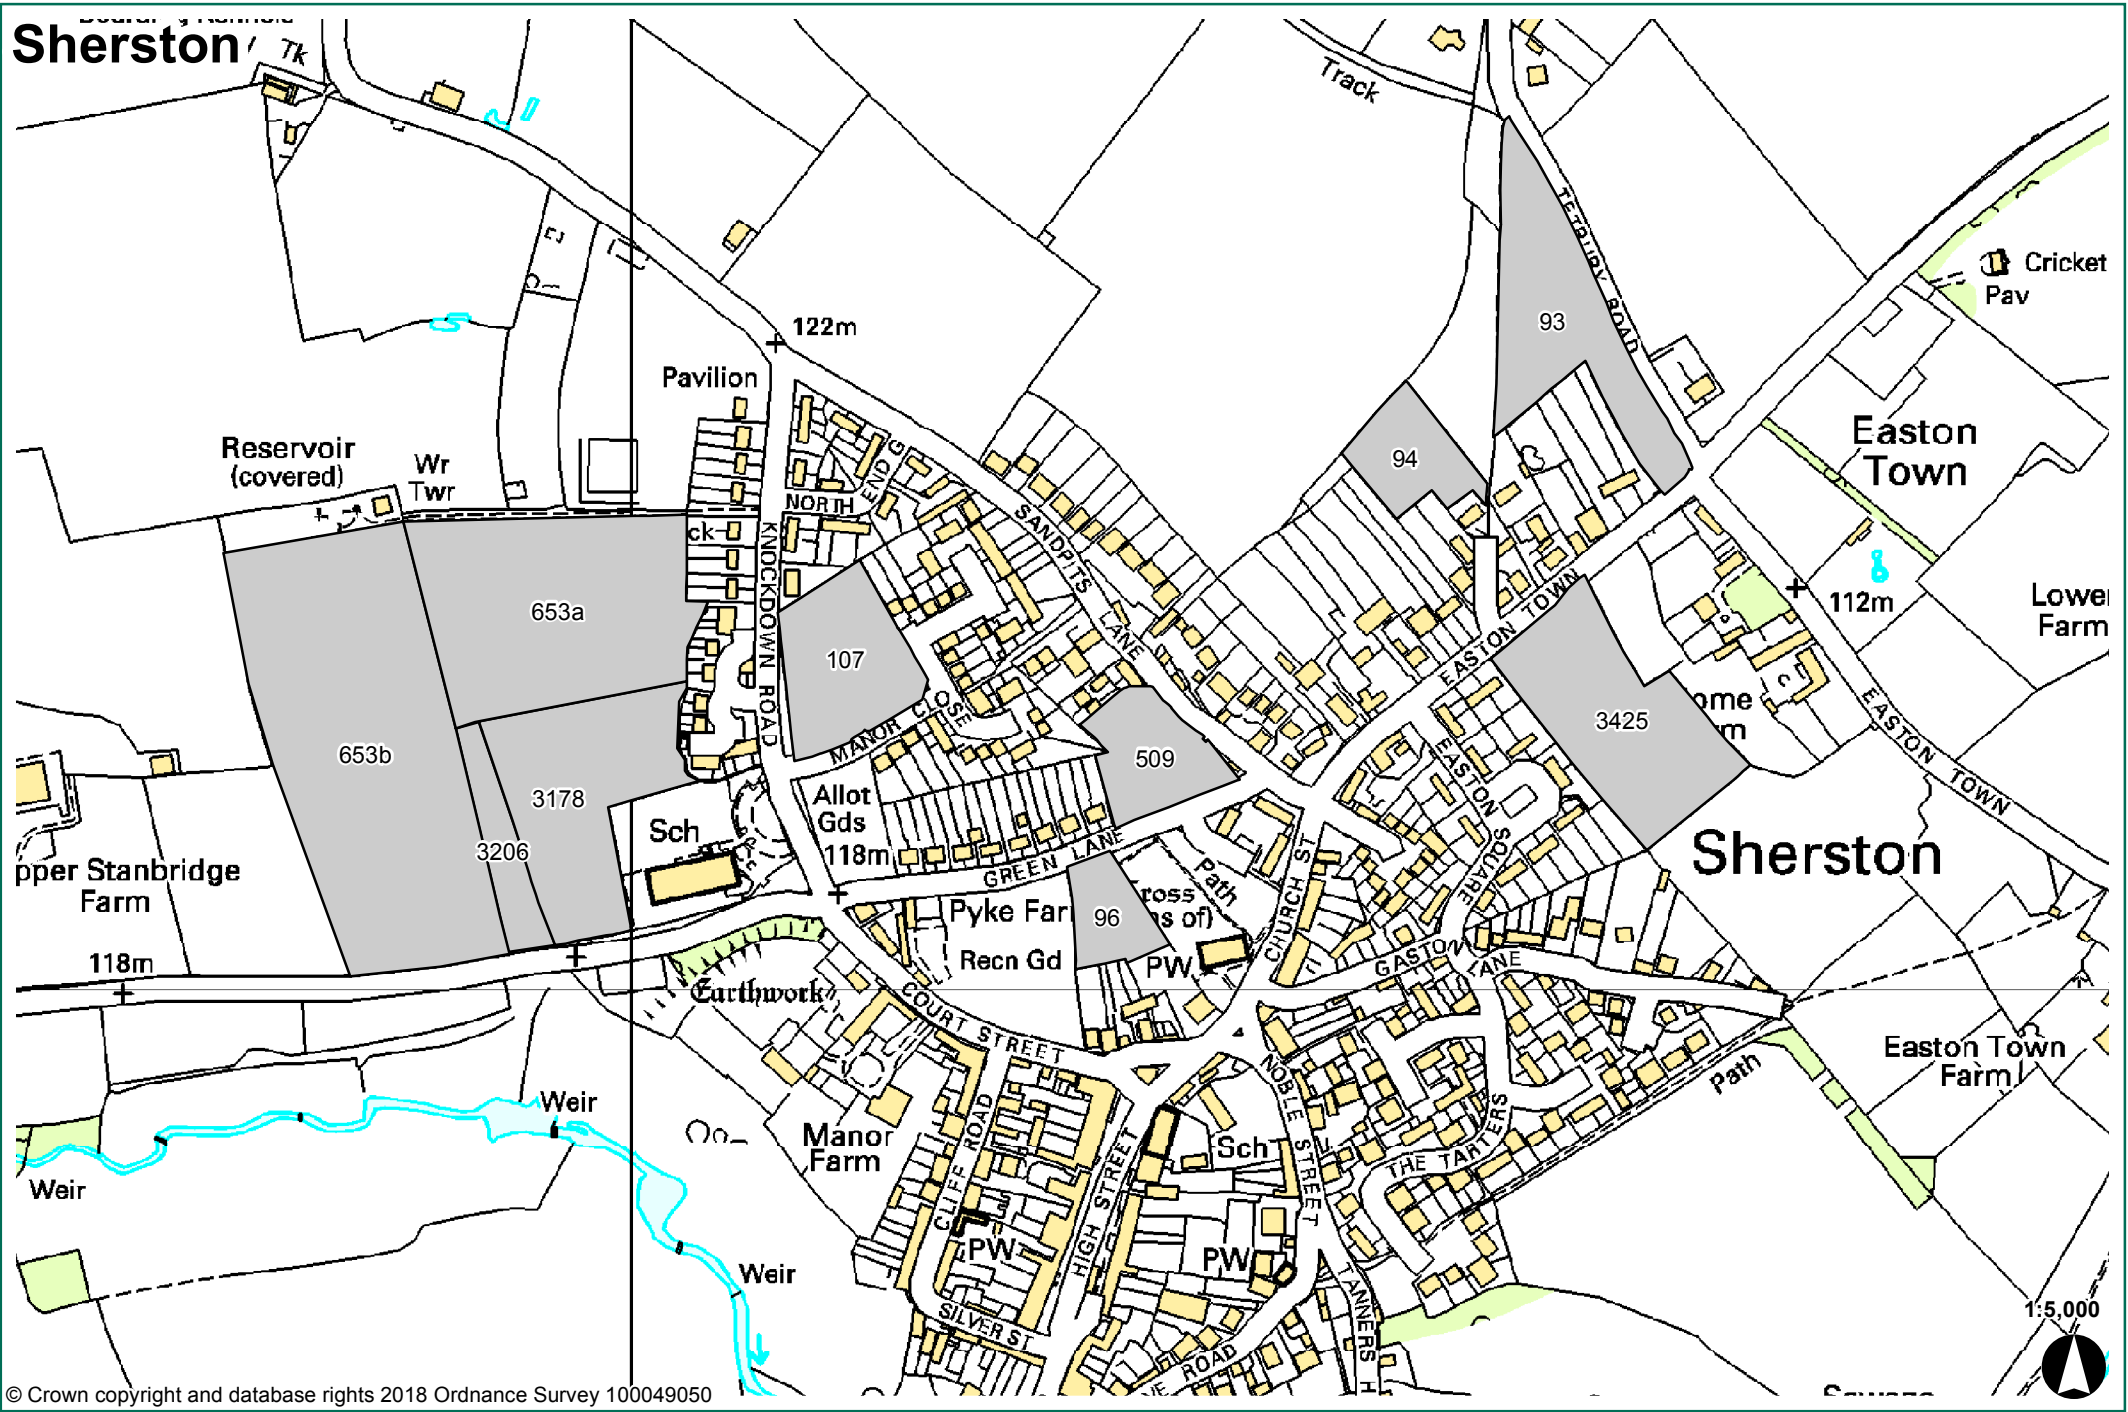 Sherston
Tk
Track
TETBURY ROAD
Cricket
Pav
122m
93
Pavilion
Easton
Town
Reservoir
(covered)
Wr
Twr
94
NORTH
END
ck
SANDPITS LANE
KNOCKDOWN ROAD
EASTON TOWN
112m
653a
107
MANOR CLOSE
3425
653b
509
EASTON SQUARE
EASTON TOWN
3178
Allot
Gds
Sch
3206
118m
GREEN LANE
Path
CHURCH ST
Sherston
pper Stanbridge
Farm
Pyke
96
Recn Gd
PW
GASTON LANE
118m
Earthwork
COURT STREET
Easton Town
Farm
Path
Weir
NOBLE STREET
Manor
Farm
CLIFF ROAD
HIGH STREET
Sch
THE TARTERS
Weir
PW
PW
Weir
TANNERS H
SILVER ST
ROAD
1:5,000
© Crown copyright and database rights 2018 Ordnance Survey 100049050